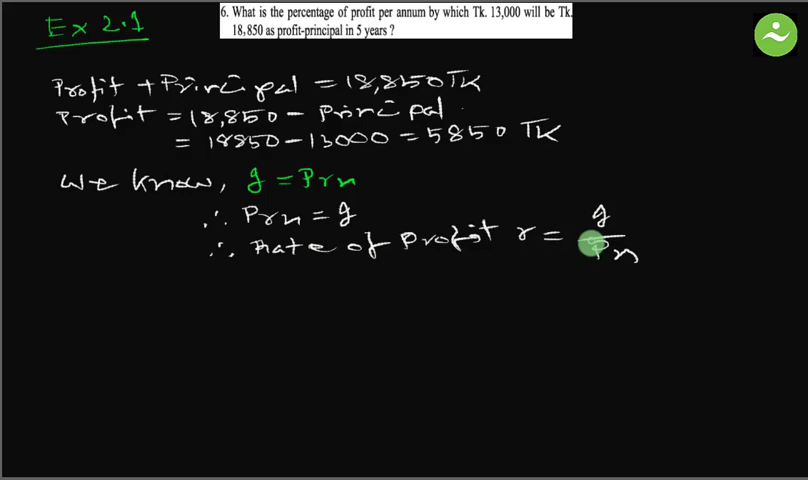 Ex 2.1
6. What is the percentage of profit per annum by which Tk. 13,000 will be Tk.
18,850 as profit-principal in 5 years ?
Profit + Principal = 18,850 TK
Profit = 18,850 - Principal
= 18850 - 13000 = 5850 TK
We know, g = Prn
∴ Prn = g
∴ Rate of Profit r = g / Pn